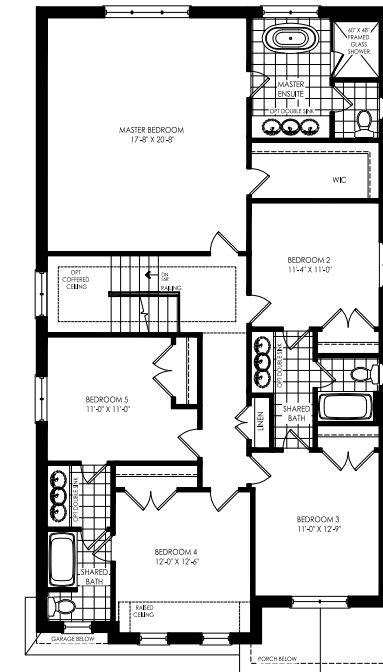 60" X 48"
FRAMED
GLASS
SHOWER
MASTER
ENSUITE
OPT DOUBLE SINK
MASTER BEDROOM
17'-8" X 20'-8"
WIC
BEDROOM 2
11'-4" X 11'-0"
OPT
COFFERED
CEILING
DN
16R
RAILING
OPT DOUBLE SINK
SHARED
BATH
BEDROOM 5
11'-0" X 11'-0"
LINEN
OPT DOUBLE SINK
SHARED
BATH
BEDROOM 3
11'-0" X 12'-9"
BEDROOM 4
12'-0" X 12'-6"
RAISED
CEILING
GARAGE BELOW
PORCH BELOW